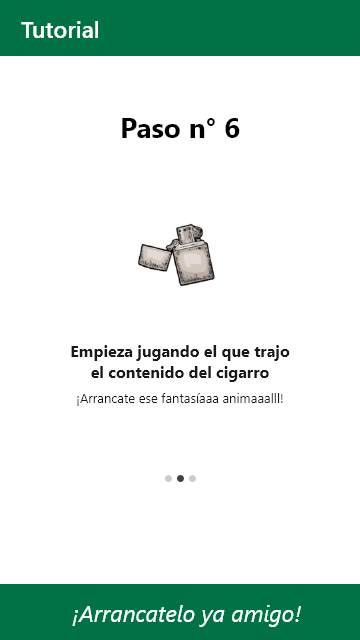 Tutorial
Paso n° 6
Empieza jugando el que trajo
el contenido del cigarro
¡Arrancate ese fantasíaaa animaaalll!
¡Arrancatelo ya amigo!